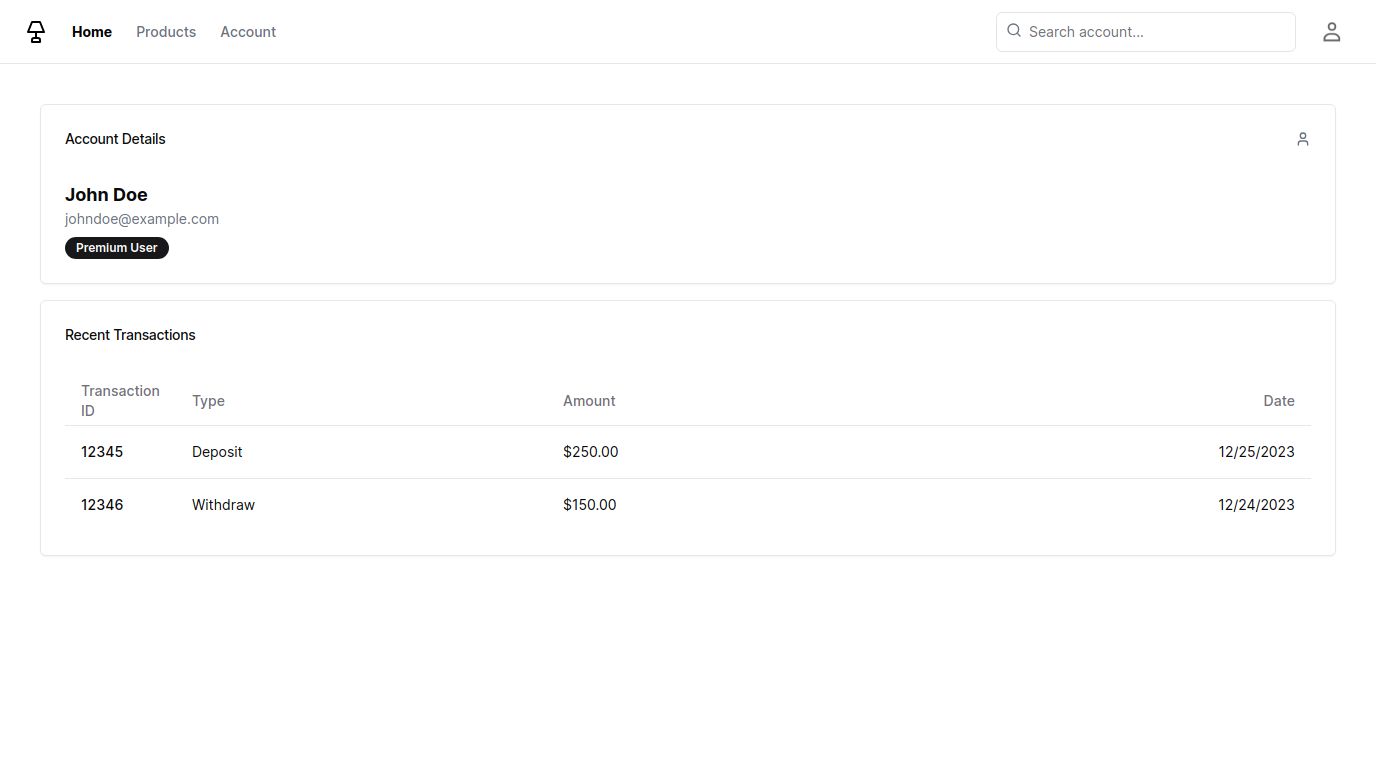 Home Products Account Search account...
Account Details
John Doe
johndoe@example.com
Premium User
Recent Transactions
Transaction
ID Type Amount Date
12345 Deposit $250.00 12/25/2023
12346 Withdraw $150.00 12/24/2023